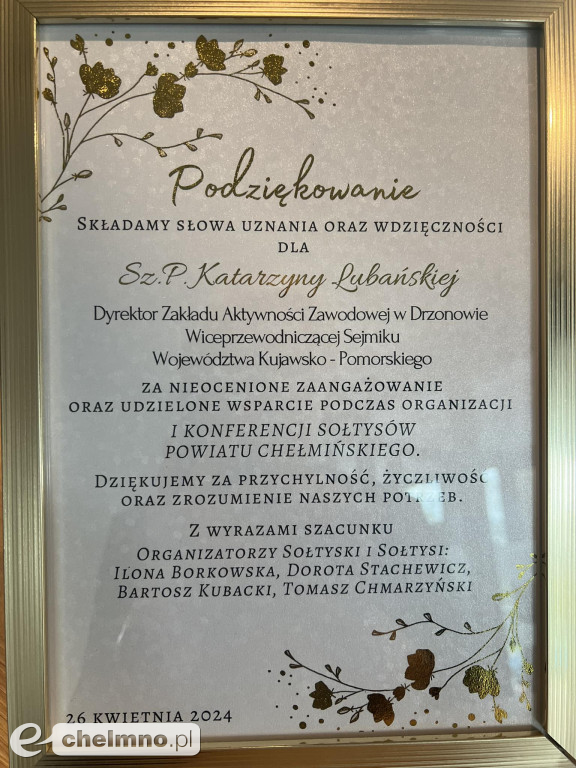 Podziękowanie
Składamy słowa uznania oraz wdzięczności
dla
Sz.P. Katarzyny Lubańskiej
Dyrektor Zakładu Aktywności Zawodowej w Drzonowie
Wiceprzewodniczącej Sejmiku
Województwa Kujawsko - Pomorskiego
za nieocenione zaangażowanie
oraz udzielone wsparcie podczas organizacji
I KONFERENCJI SOŁTYSÓW
POWIATU CHEŁMIŃSKIEGO.
Dziękujemy za przychylność, życzliwość
oraz zrozumienie naszych potrzeb.
Z wyrazami szacunku
Organizatorzy Sołtyski i Sołtysi:
Ilona Borkowska, Dorota Stachewicz,
Bartosz Kubacki, Tomasz Chmarzyński
26 kwietnia 2024
e-chelmno.pl